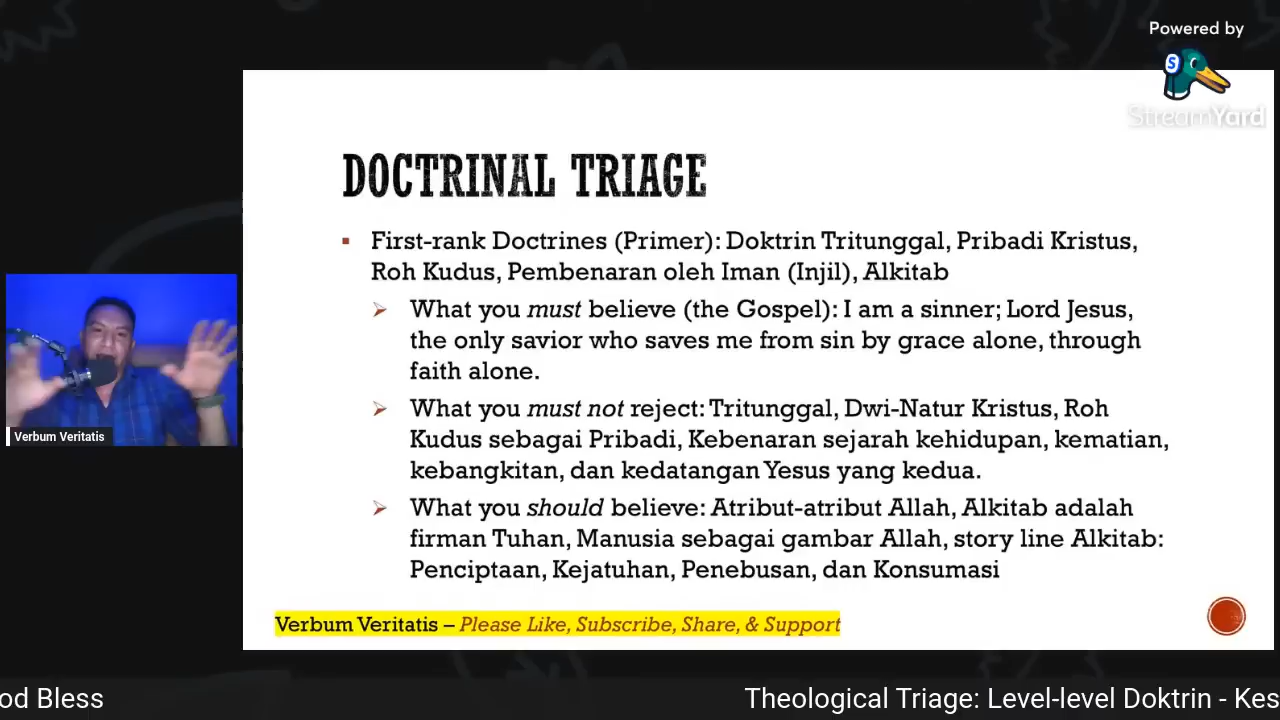 Powered by
StreamYard
DOCTRINAL TRIAGE
First-rank Doctrines (Primer): Doktrin Tritunggal, Pribadi Kristus,
Roh Kudus, Pembenaran oleh Iman (Injil), Alkitab
What you must believe (the Gospel): I am a sinner; Lord Jesus,
the only savior who saves me from sin by grace alone, through
faith alone.
What you must not reject: Tritunggal, Dwi-Natur Kristus, Roh
Kudus sebagai Pribadi, Kebenaran sejarah kehidupan, kematian,
kebangkitan, dan kedatangan Yesus yang kedua.
What you should believe: Atribut-atribut Allah, Alkitab adalah
firman Tuhan, Manusia sebagai gambar Allah, story line Alkitab:
Penciptaan, Kejatuhan, Penebusan, dan Konsumasi
Verbum Veritatis
Verbum Veritatis – Please Like, Subscribe, Share, & Support
od Bless
Theological Triage: Level-level Doktrin - Kes